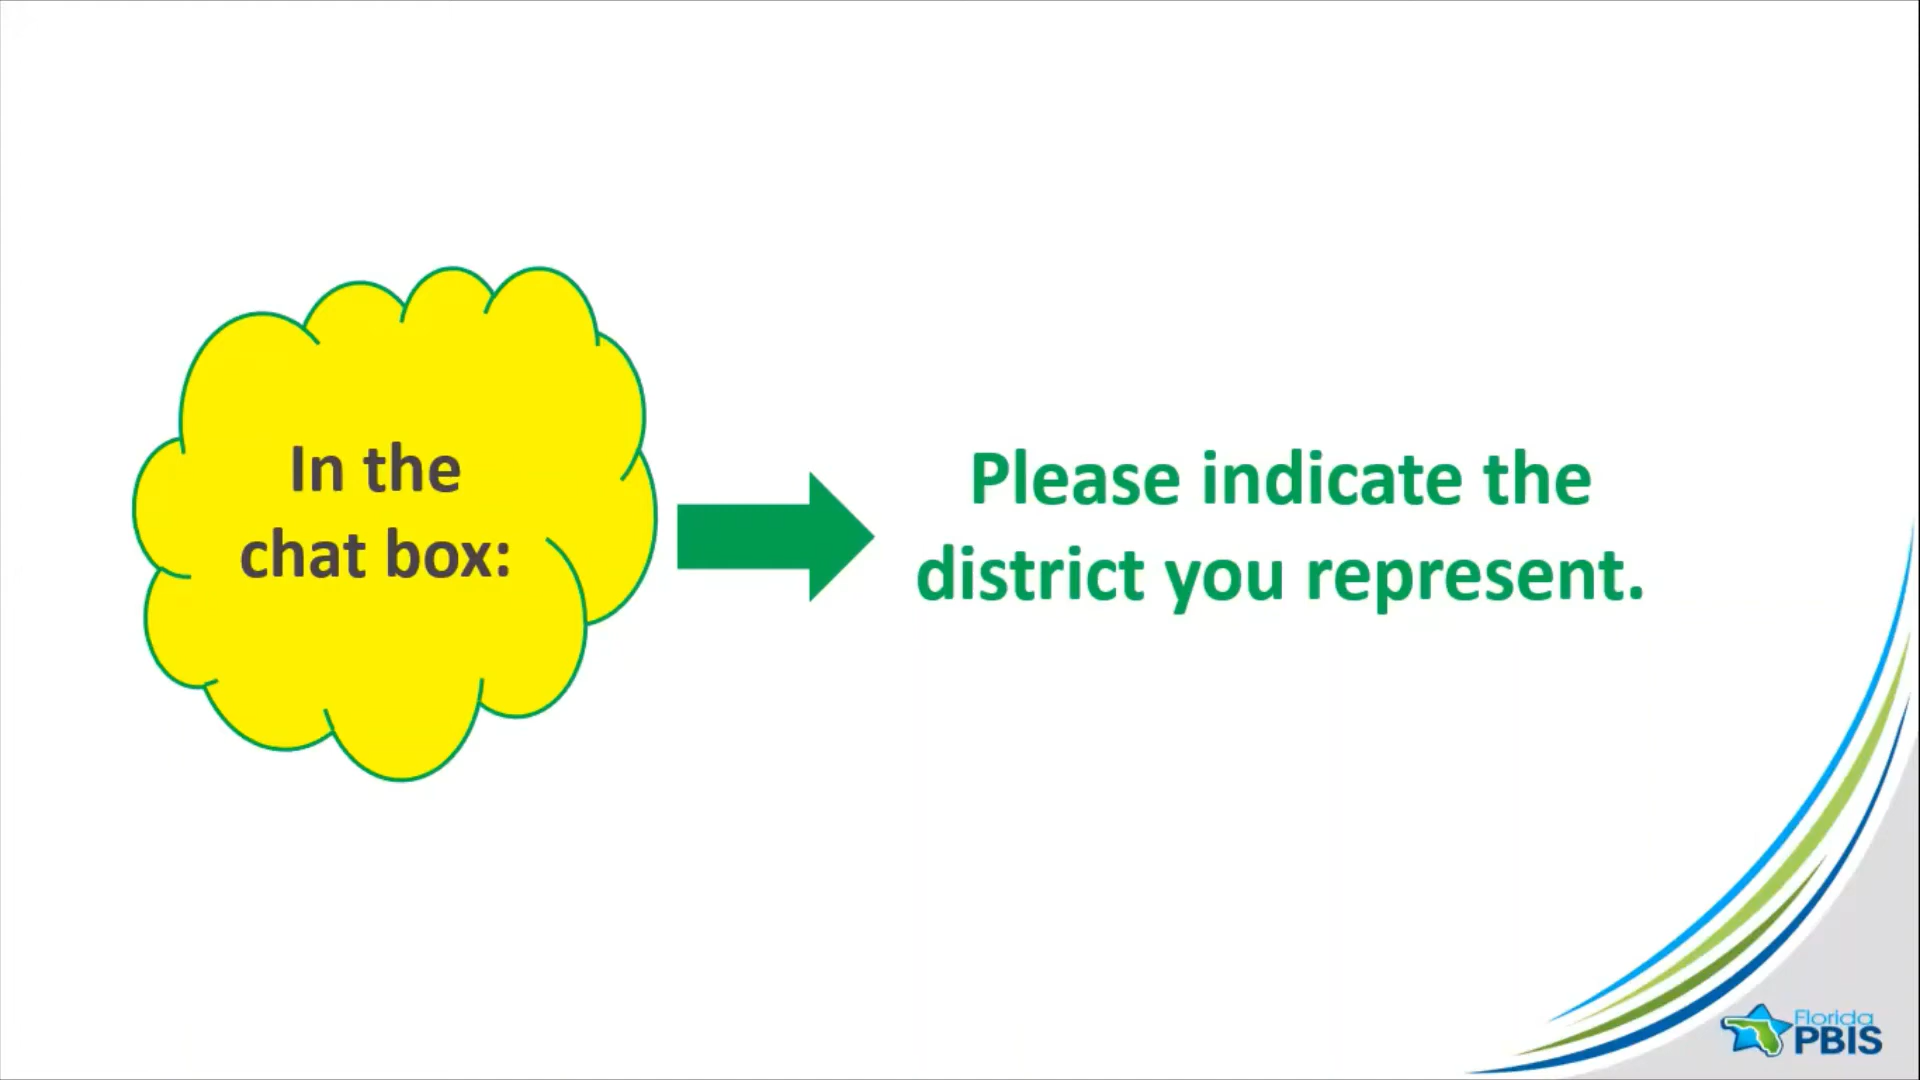 In the
chat box:
Please indicate the
district you represent.
Florida
PBIS